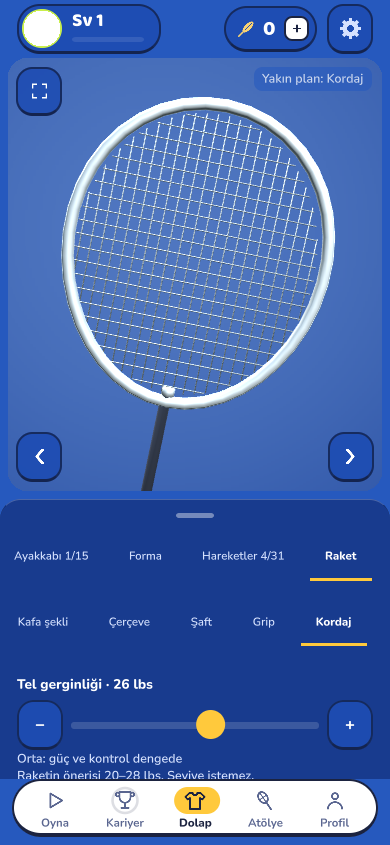 Sv 1
0
+
Yakın plan: Kordaj
Ayakkabı 1/15 Forma Hareketler 4/31 Raket
Kafa şekli Çerçeve Şaft Grip Kordaj
Tel gerginliği · 26 lbs
− +
Orta: güç ve kontrol dengede
Raketin önerisi 20–28 lbs. Seviye istemez.
Oyna Kariyer Dolap Atölye Profil